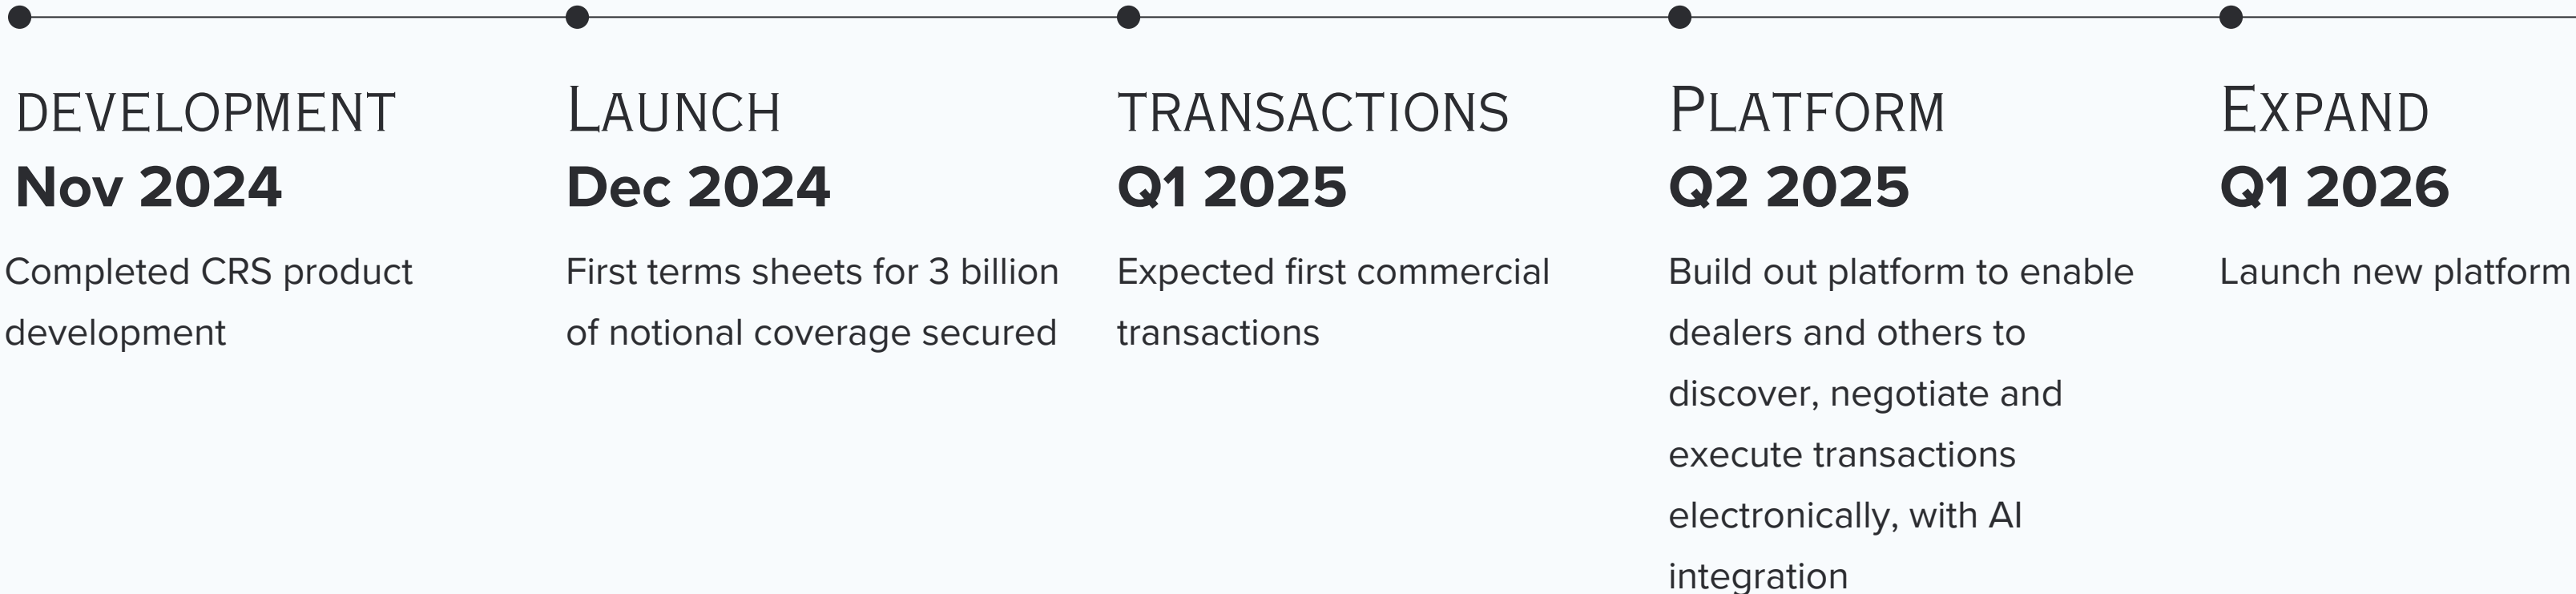 DEVELOPMENT
Nov 2024
Completed CRS product
development
LAUNCH
Dec 2024
First terms sheets for 3 billion
of notional coverage secured
TRANSACTIONS
Q1 2025
Expected first commercial
transactions
PLATFORM
Q2 2025
Build out platform to enable
dealers and others to
discover, negotiate and
execute transactions
electronically, with AI
integration
EXPAND
Q1 2026
Launch new platform